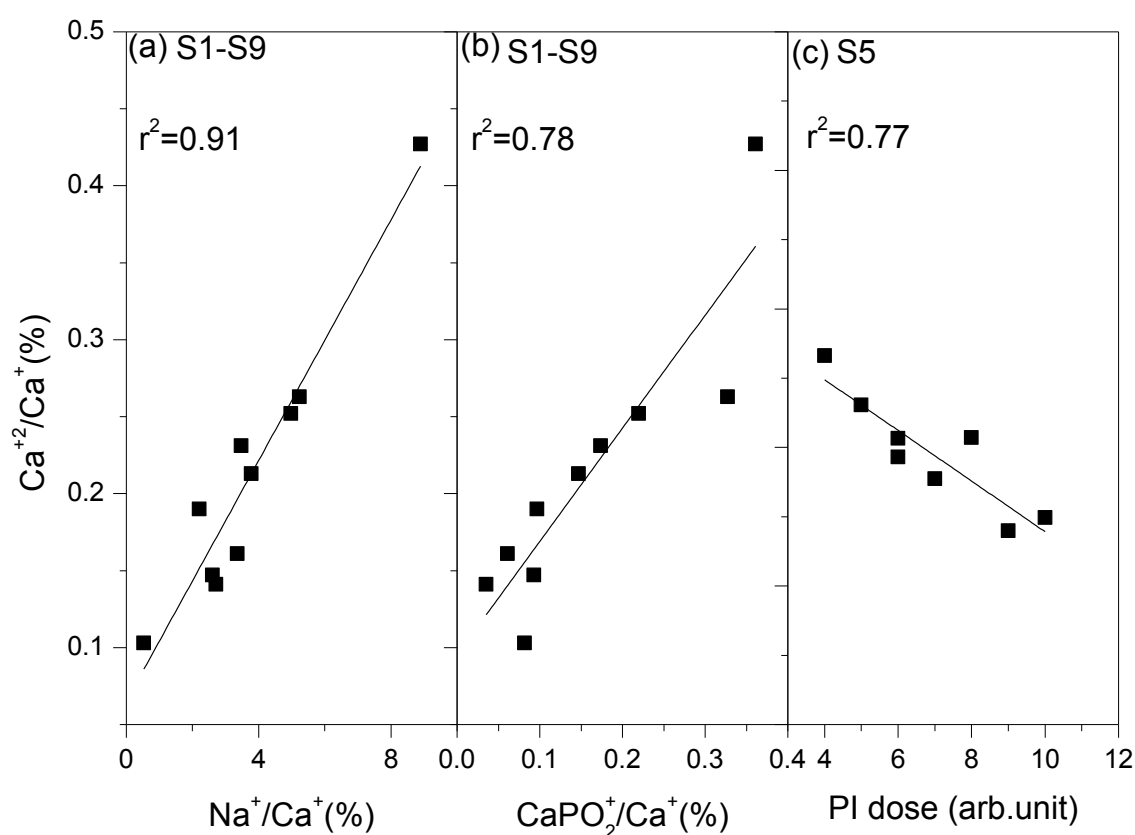 (a) S1-S9
(b) S1-S9
(c) S5
r²=0.91
r²=0.78
r²=0.77
0.5
0.4
0.3
0.2
0.1
Ca⁺²/Ca⁺(%)
0 4 8
0.0 0.1 0.2 0.3 0.4
4 6 8 10 12
Na⁺/Ca⁺(%)
CaPO₂⁺/Ca⁺(%)
PI dose (arb.unit)